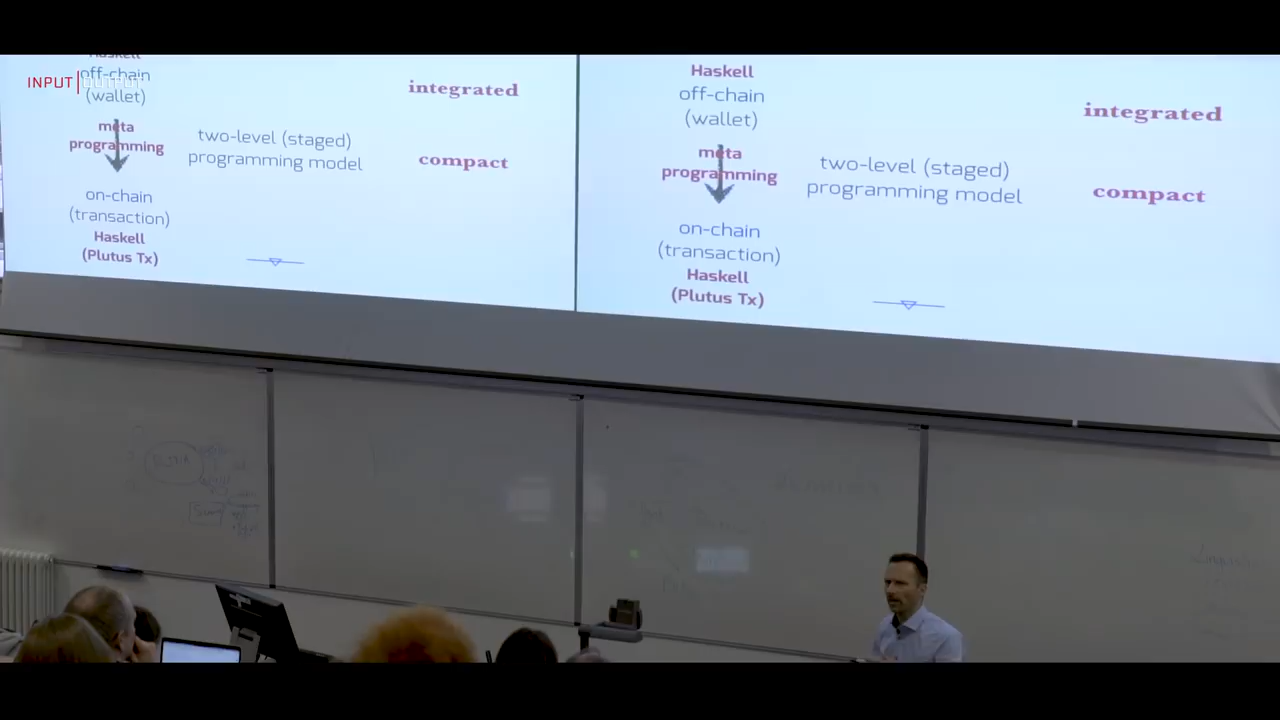 INPUT | OUTPUT
Haskell
off-chain
(wallet)
meta
programming
two-level (staged)
programming model
integrated
compact
on-chain
(transaction)
Haskell
(Plutus Tx)
Haskell
off-chain
(wallet)
meta
programming
two-level (staged)
programming model
integrated
compact
on-chain
(transaction)
Haskell
(Plutus Tx)